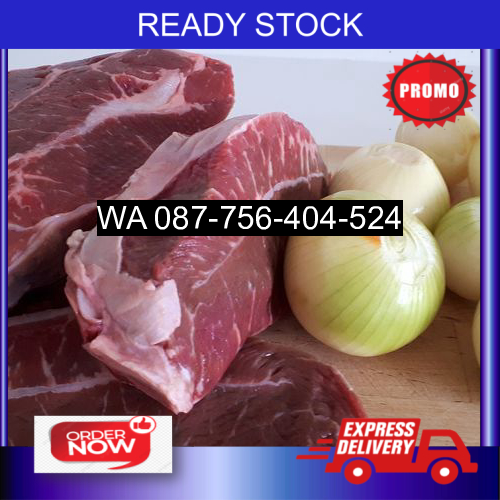 READY STOCK
PROMO
WA 087-756-404-524
ORDER
NOW
EXPRESS
DELIVERY